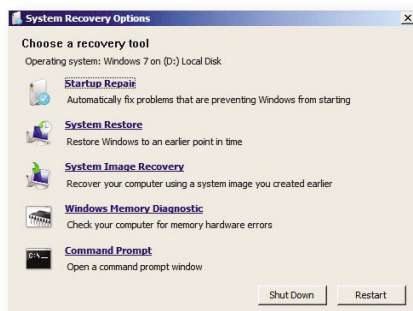 System Recovery Options
Choose a recovery tool
Operating system: Windows 7 on (D:) Local Disk
Startup Repair
Automatically fix problems that are preventing Windows from starting
System Restore
Restore Windows to an earlier point in time
System Image Recovery
Recover your computer using a system image you created earlier
Windows Memory Diagnostic
Check your computer for memory hardware errors
C:\_
Command Prompt
Open a command prompt window
Shut Down
Restart